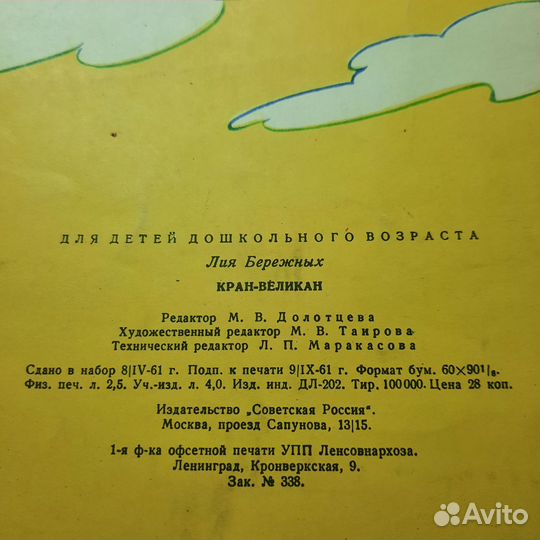 ДЛЯ ДЕТЕЙ ДОШКОЛЬНОГО ВОЗРАСТА
Лия Бережных
КРАН-ВЕЛИКАН
Редактор М. В. Долотцева
Художественный редактор М. В. Таирова
Технический редактор Л. П. Маракасова
Сдано в набор 8|IV-61 г. Подп. к печати 9|IX-61 г. Формат бум. 60×90¹/₈.
Физ. печ. л. 2,5. Уч.-изд. л. 4,0. Изд. инд. ДЛ-202. Тир. 100000. Цена 28 коп.
Издательство „Советская Россия".
Москва, проезд Сапунова, 13|15.
1-я ф-ка офсетной печати УПП Ленсовнархоза.
Ленинград, Кронверкская, 9.
Зак. № 338.
Avito